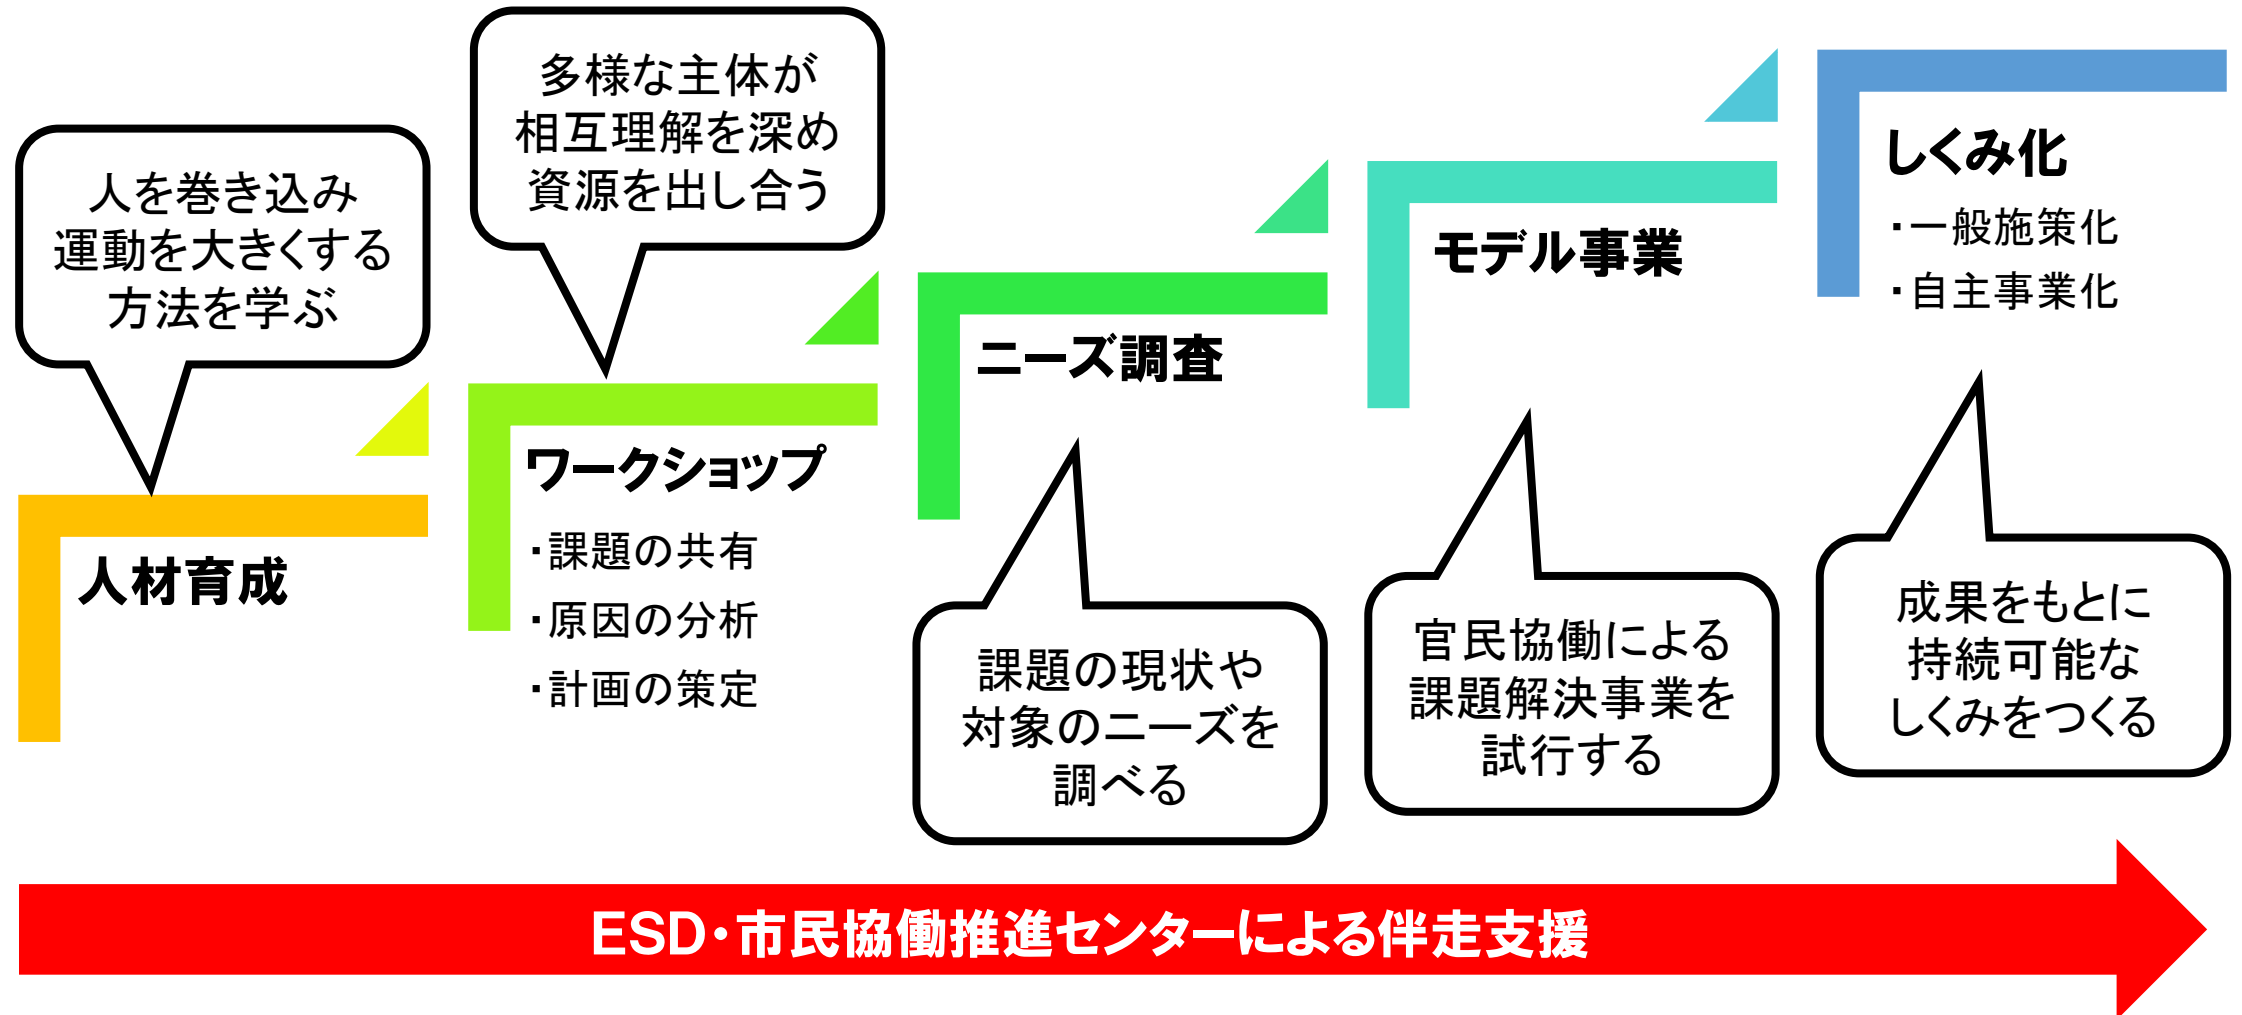 人を巻き込み
運動を大きくする
方法を学ぶ
人材育成
多様な主体が
相互理解を深め
資源を出し合う
ワークショップ
・課題の共有
・原因の分析
・計画の策定
ニーズ調査
課題の現状や
対象のニーズを
調べる
モデル事業
官民協働による
課題解決事業を
試行する
しくみ化
・一般施策化
・自主事業化
成果をもとに
持続可能な
しくみをつくる
ESD・市民協働推進センターによる伴走支援